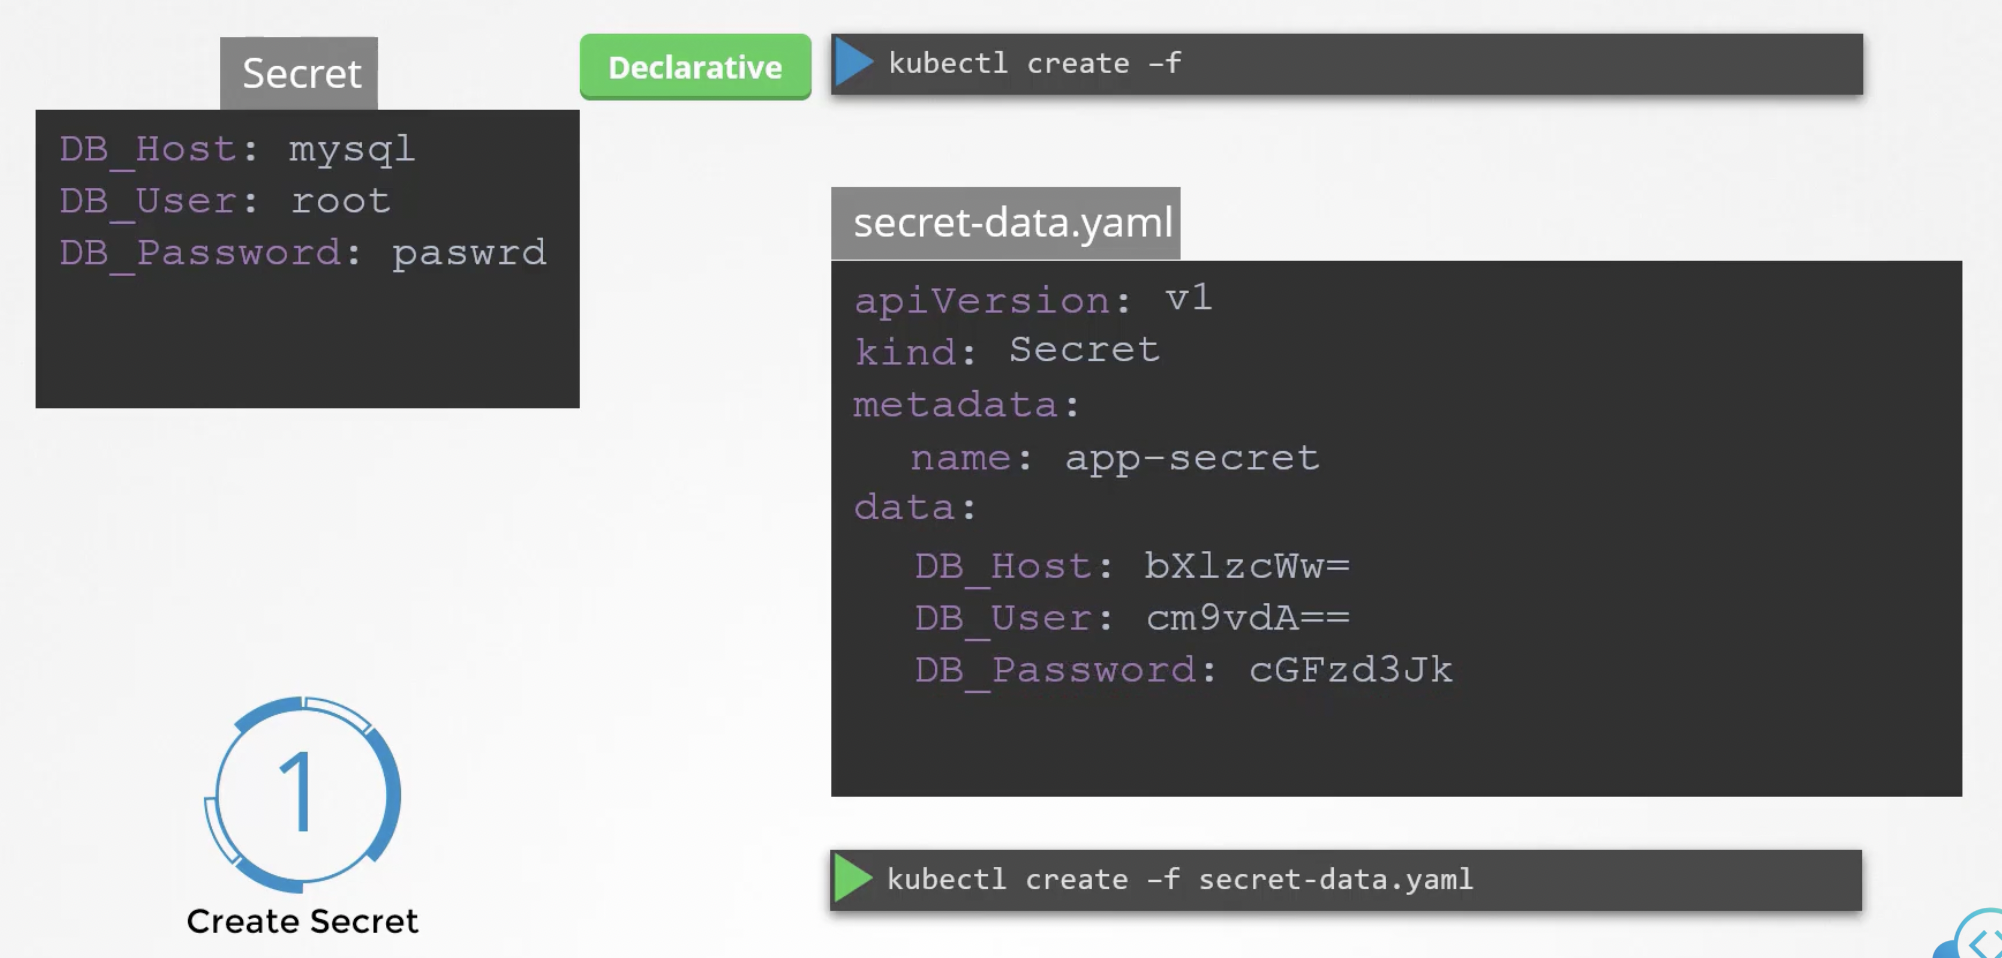 Secret
DB_Host: mysql
DB_User: root
DB_Password: paswrd
Declarative
kubectl create –f
secret-data.yaml
apiVersion: v1
kind: Secret
metadata:
   name: app-secret
data:
   DB_Host: bXlzcWw=
   DB_User: cm9vdA==
   DB_Password: cGFzd3Jk
1
Create Secret
kubectl create –f secret-data.yaml